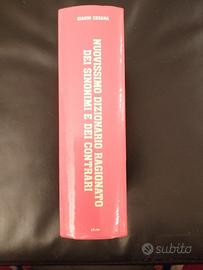 GIANNI CESANA
NUOVISSIMO DIZIONARIO RAGIONATO
DEI SINONIMI E DEI CONTRARI
subito